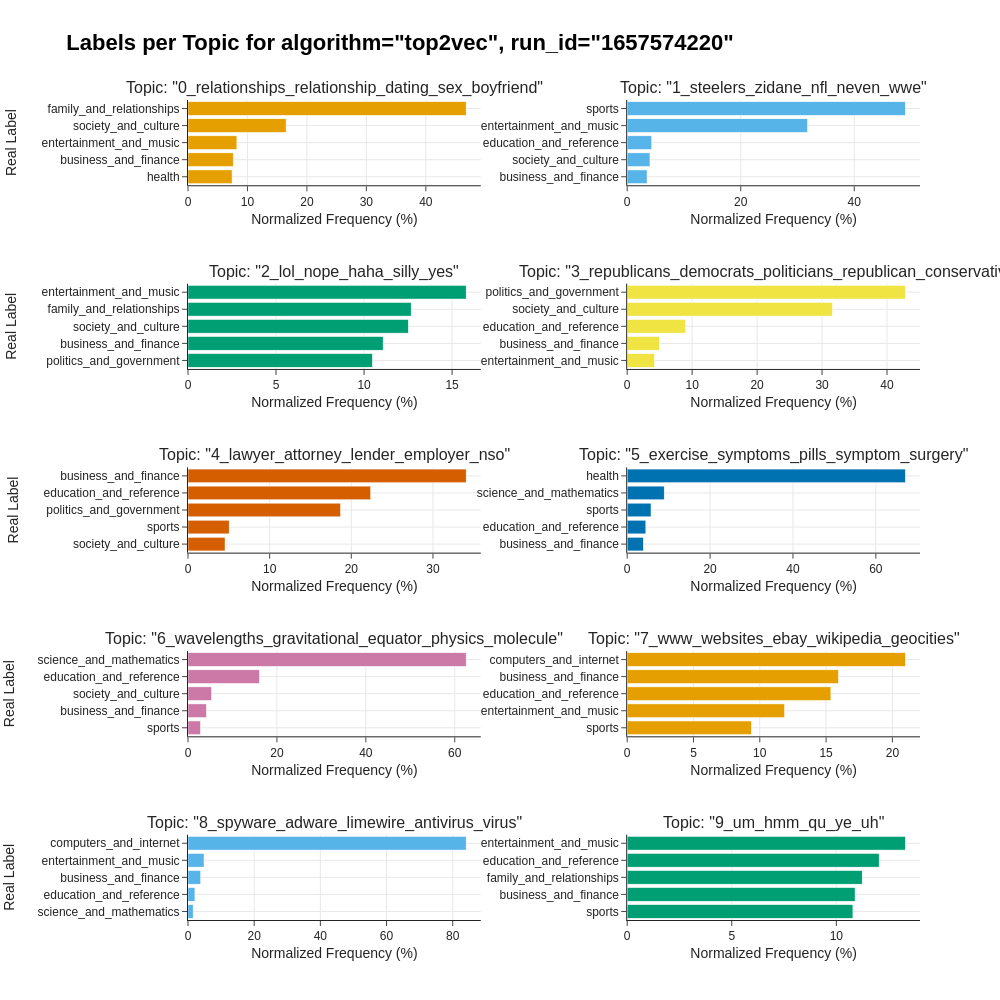 Labels per Topic for algorithm="top2vec", run_id="1657574220"
Topic: "0_relationships_relationship_dating_sex_boyfriend"
Real Label
family_and_relationships
society_and_culture
entertainment_and_music
business_and_finance
health
0 10 20 30 40
Normalized Frequency (%)
Topic: "1_steelers_zidane_nfl_neven_wwe"
sports
entertainment_and_music
education_and_reference
society_and_culture
business_and_finance
0 20 40
Normalized Frequency (%)
Topic: "2_lol_nope_haha_silly_yes"
Real Label
entertainment_and_music
family_and_relationships
society_and_culture
business_and_finance
politics_and_government
0 5 10 15
Normalized Frequency (%)
Topic: "3_republicans_democrats_politicians_republican_conservativ
politics_and_government
society_and_culture
education_and_reference
business_and_finance
entertainment_and_music
0 10 20 30 40
Normalized Frequency (%)
Topic: "4_lawyer_attorney_lender_employer_nso"
Real Label
business_and_finance
education_and_reference
politics_and_government
sports
society_and_culture
0 10 20 30
Normalized Frequency (%)
Topic: "5_exercise_symptoms_pills_symptom_surgery"
health
science_and_mathematics
sports
education_and_reference
business_and_finance
0 20 40 60
Normalized Frequency (%)
Topic: "6_wavelengths_gravitational_equator_physics_molecule"
Real Label
science_and_mathematics
education_and_reference
society_and_culture
business_and_finance
sports
0 20 40 60
Normalized Frequency (%)
Topic: "7_www_websites_ebay_wikipedia_geocities"
computers_and_internet
business_and_finance
education_and_reference
entertainment_and_music
sports
0 5 10 15 20
Normalized Frequency (%)
Topic: "8_spyware_adware_limewire_antivirus_virus"
Real Label
computers_and_internet
entertainment_and_music
business_and_finance
education_and_reference
science_and_mathematics
0 20 40 60 80
Normalized Frequency (%)
Topic: "9_um_hmm_qu_ye_uh"
entertainment_and_music
education_and_reference
family_and_relationships
business_and_finance
sports
0 5 10
Normalized Frequency (%)